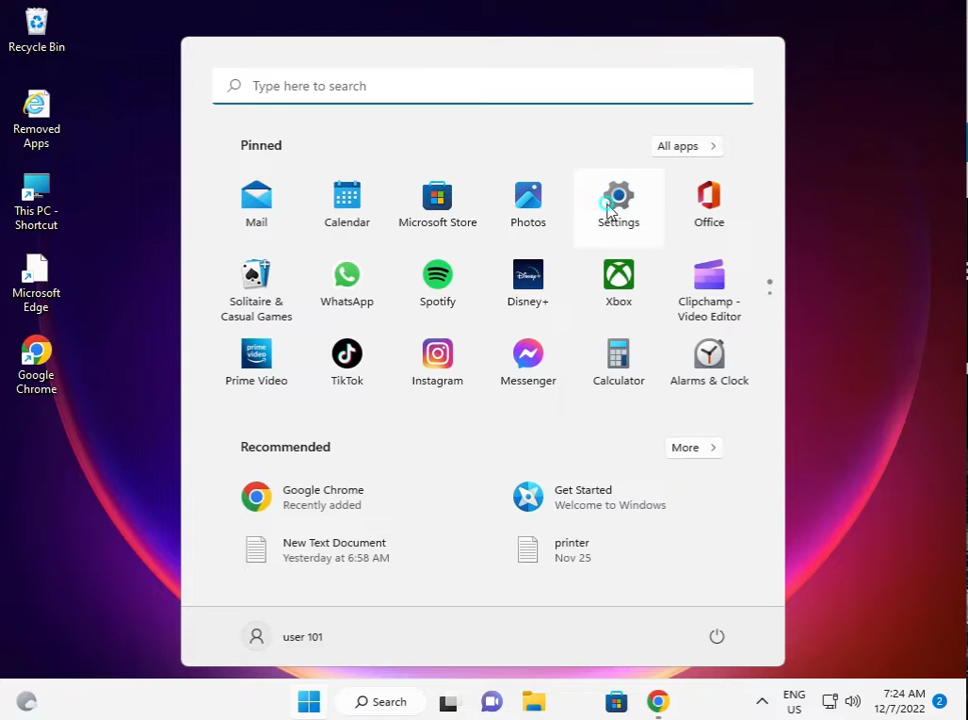 Recycle Bin
Removed
Apps
This PC -
Shortcut
Microsoft
Edge
Google
Chrome
Type here to search
Pinned
All apps
Mail
Calendar
Microsoft Store
Photos
Settings
Office
Solitaire &
Casual Games
WhatsApp
Spotify
Disney+
Xbox
Clipchamp -
Video Editor
prime
video
Prime Video
TikTok
Instagram
Messenger
Calculator
Alarms & Clock
Recommended
More
Google Chrome
Recently added
Get Started
Welcome to Windows
New Text Document
Yesterday at 6:58 AM
printer
Nov 25
user 101
Search
ENG
US
7:24 AM
12/7/2022
2